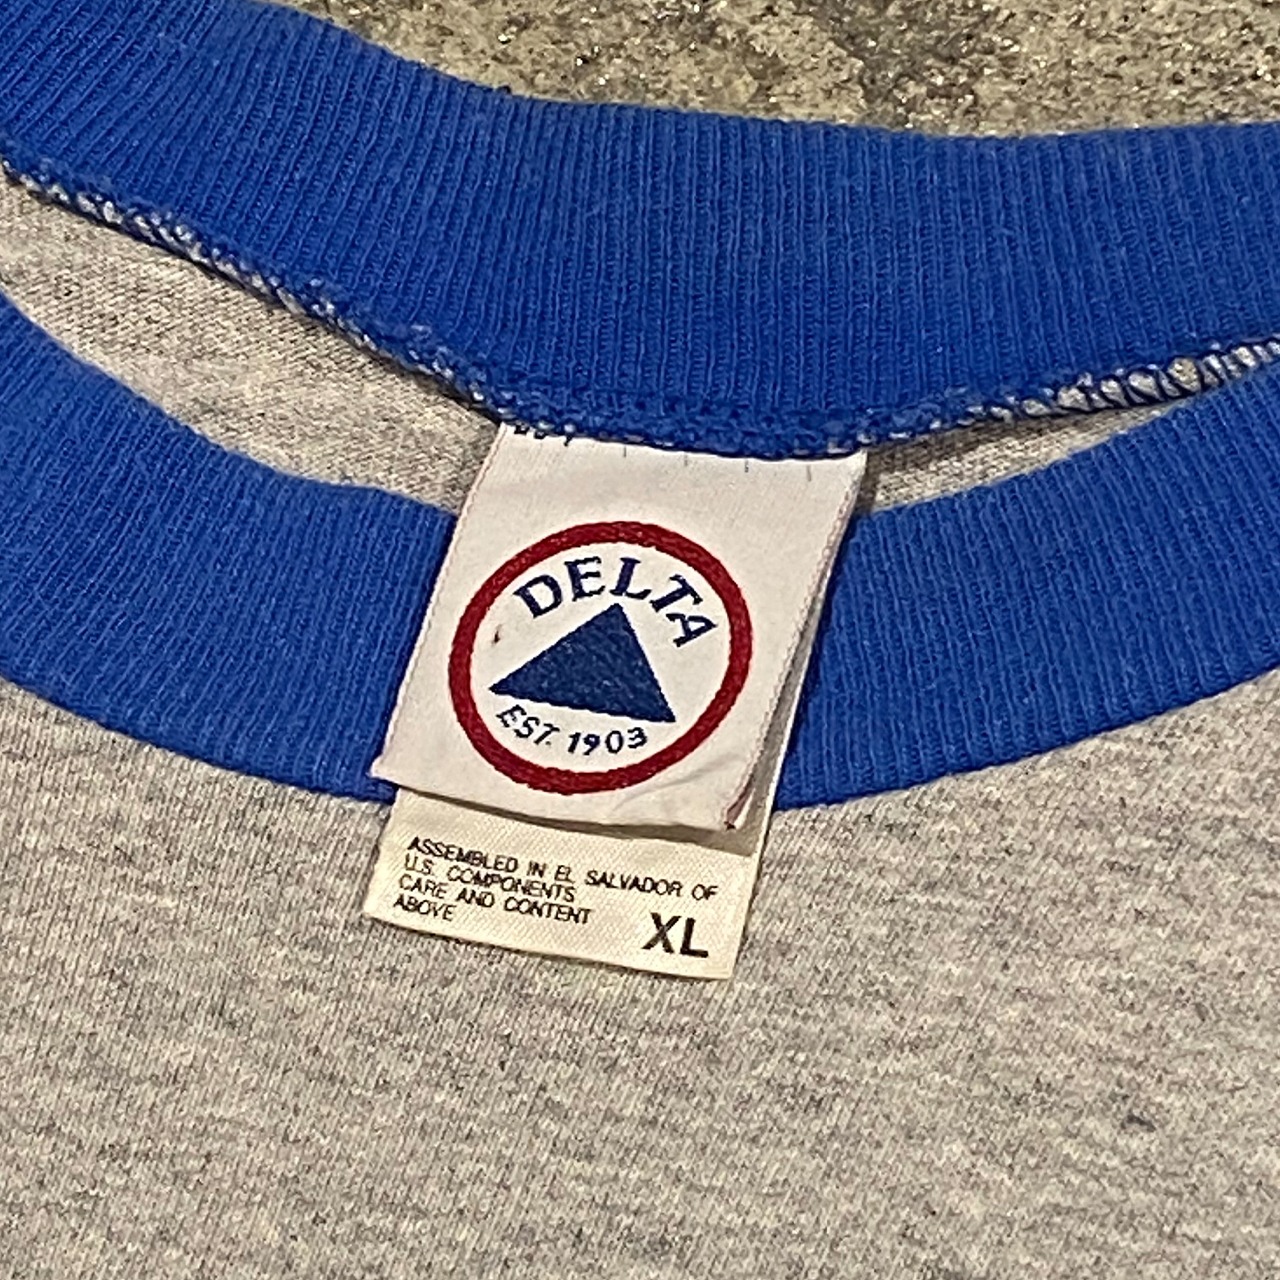 DELTA
EST. 1903
ASSEMBLED IN EL SALVADOR OF
U.S. COMPONENTS
CARE AND CONTENT
ABOVE
XL